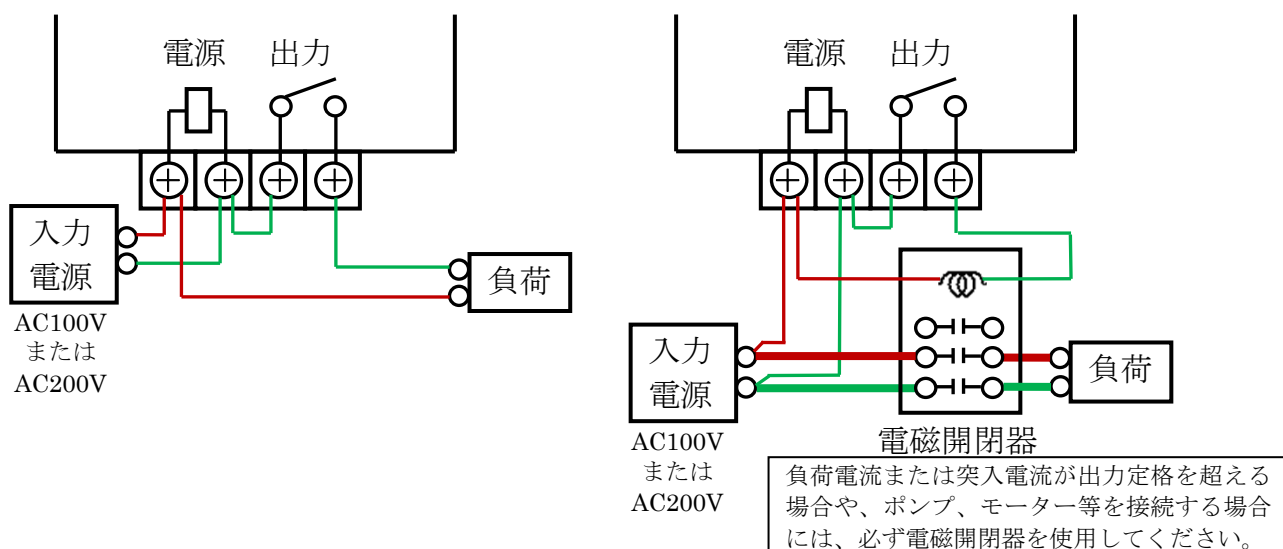 電源 出力
入力
電源
AC100V
または
AC200V
負荷
電源 出力
入力
電源
AC100V
または
AC200V
負荷
電磁開閉器
負荷電流または突入電流が出力定格を超える
場合や、ポンプ、モーター等を接続する場合
には、必ず電磁開閉器を使用してください。